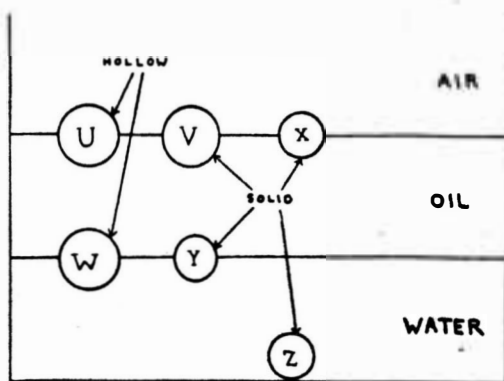 HOLLOW
AIR
U V X
SOLID
OIL
W Y
WATER
Z